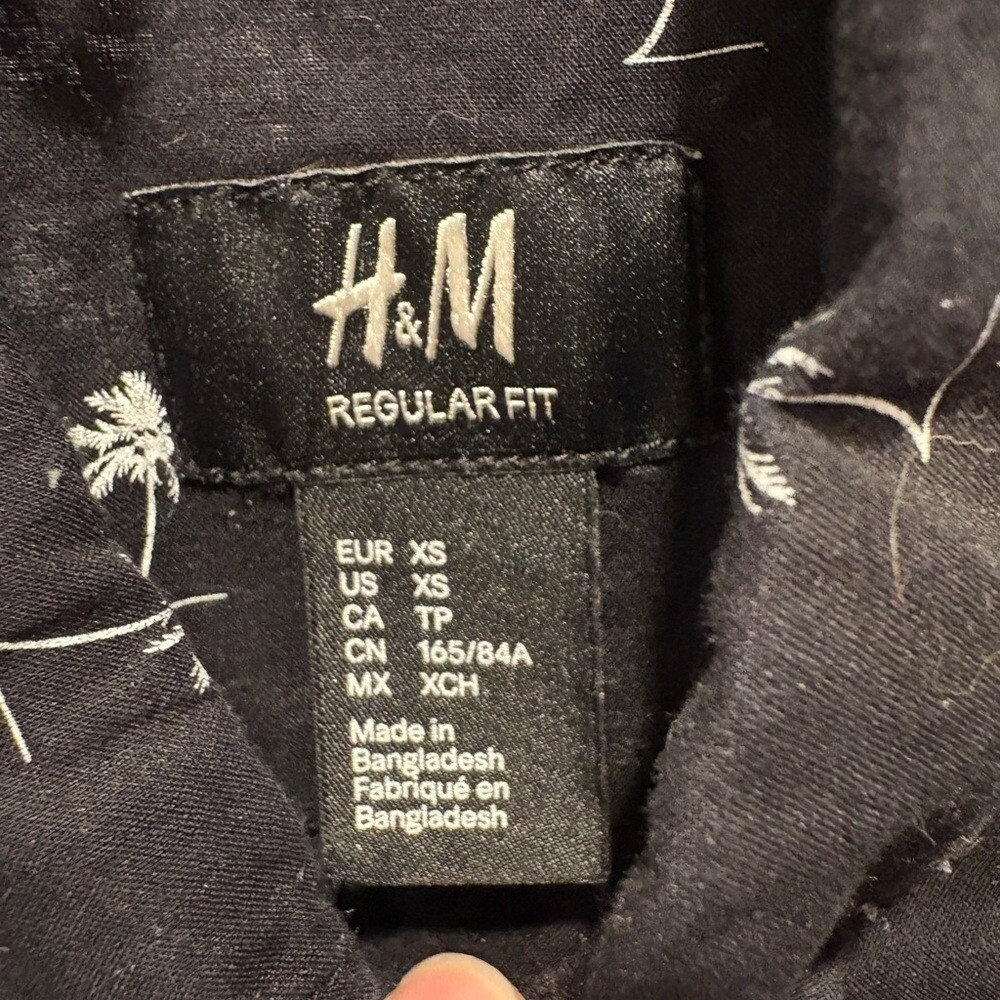 H&M
REGULAR FIT
EUR XS
US XS
CA TP
CN 165/84A
MX XCH
Made in
Bangladesh
Fabriqué en
Bangladesh